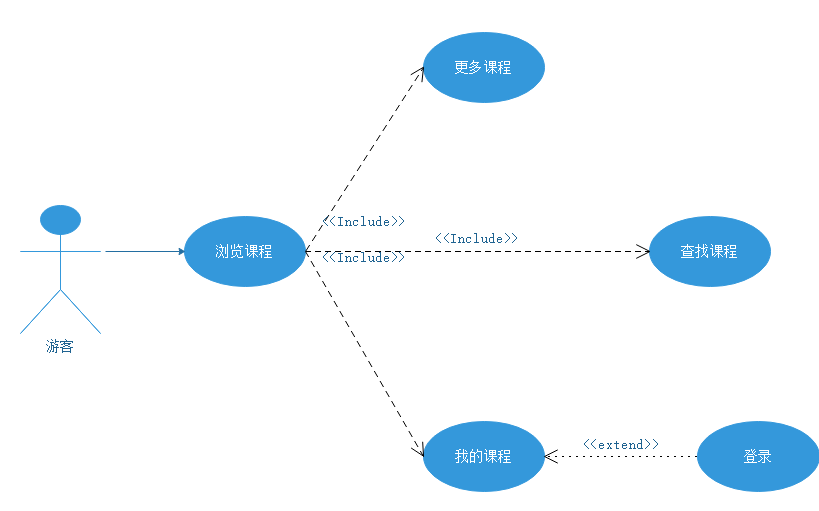 更多课程
<<Include>>
<<Include>>
浏览课程
<<Include>>
查找课程
游客
我的课程
<<extend>>
登录